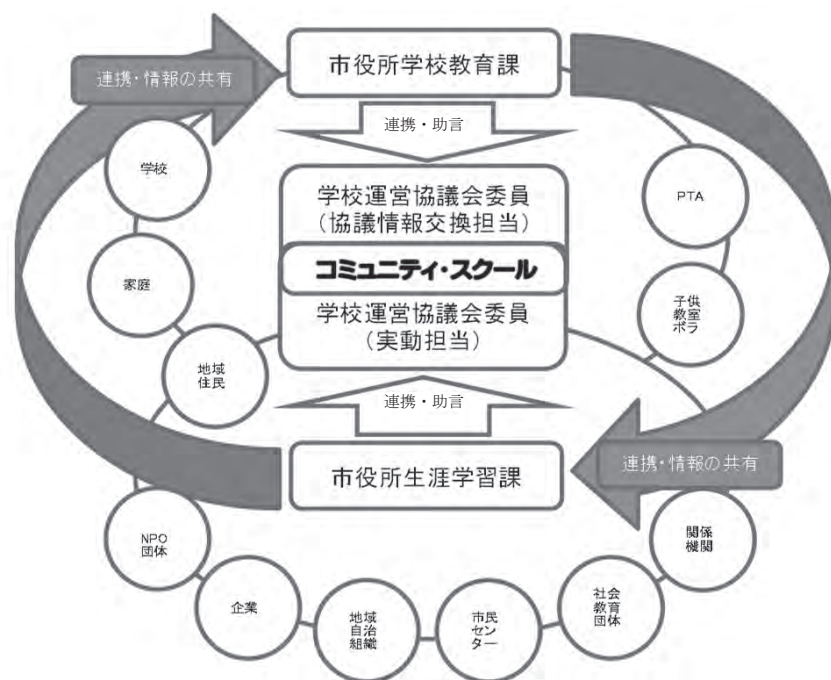 市役所学校教育課
連携・情報の共有
連携・助言
学校
学校運営協議会委員
(協議情報交換担当)
PTA
コミュニティ・スクール
家庭
学校運営協議会委員
(実動担当)
子供
教室
ボラ
地域
住民
連携・助言
市役所生涯学習課
連携・情報の共有
NPO
団体
関係
機関
企業
社会
教育
団体
地域
自治
組織
市民
セン
ター